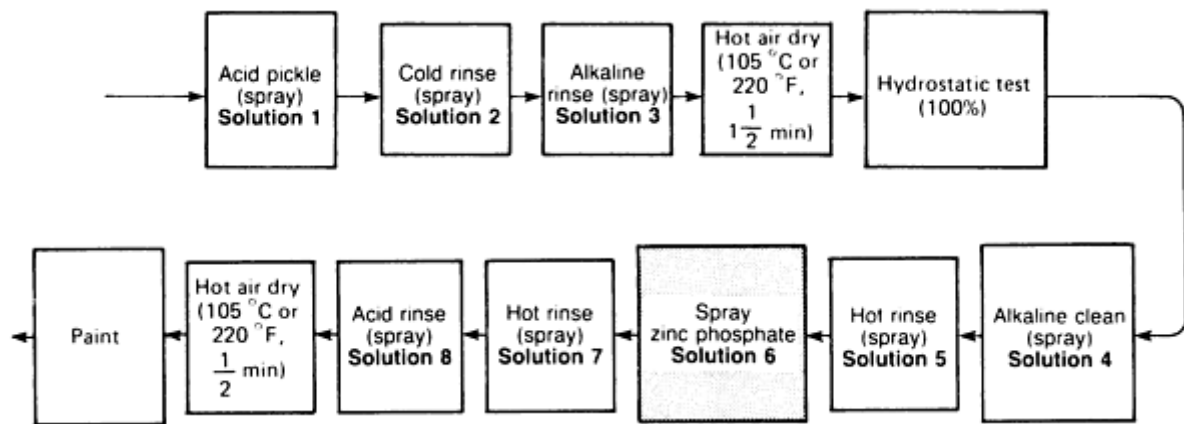 Acid pickle
(spray)
Solution 1
Cold rinse
(spray)
Solution 2
Alkaline
rinse (spray)
Solution 3
Hot air dry
(105 °C or
220 °F,
1 1/2 min)
Hydrostatic test
(100%)
Alkaline clean
(spray)
Solution 4
Hot rinse
(spray)
Solution 5
Spray
zinc phosphate
Solution 6
Hot rinse
(spray)
Solution 7
Acid rinse
(spray)
Solution 8
Hot air dry
(105 °C or
220 °F,
1/2 min)
Paint